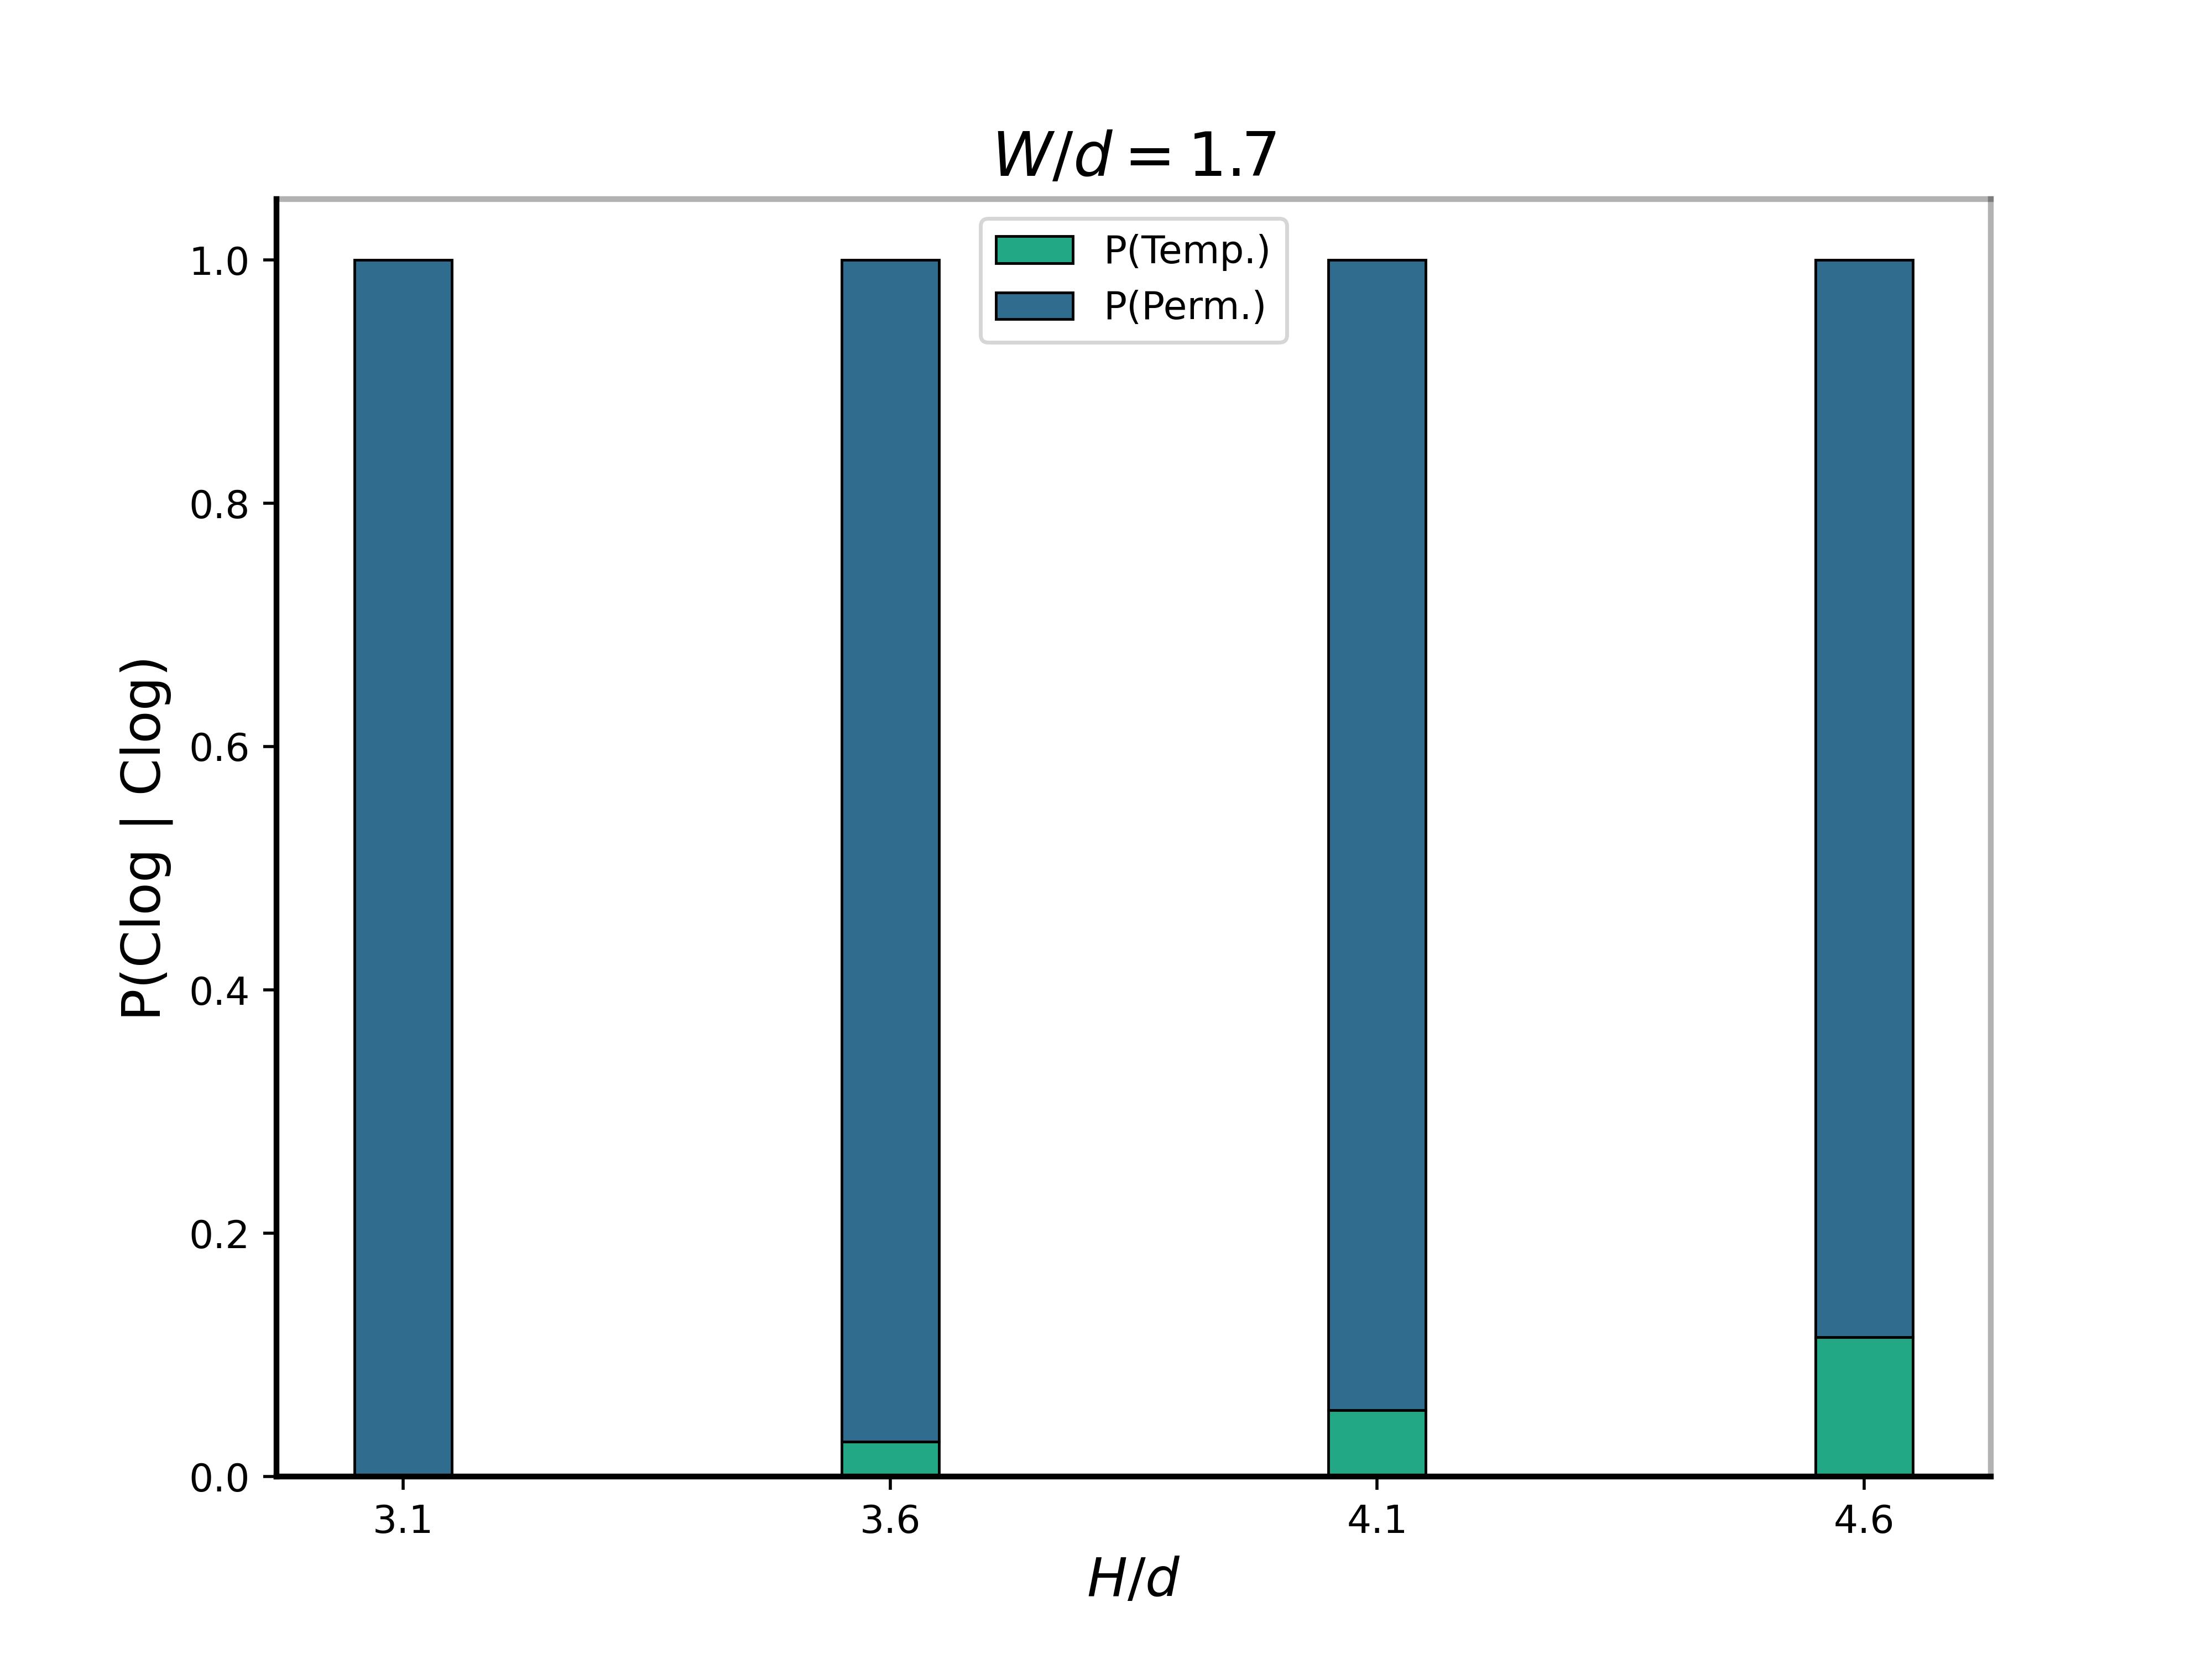 W/d = 1.7
P(Temp.)
P(Perm.)
P(Clog | Clog)
1.0
0.8
0.6
0.4
0.2
0.0
3.1 3.6 4.1 4.6
H/d